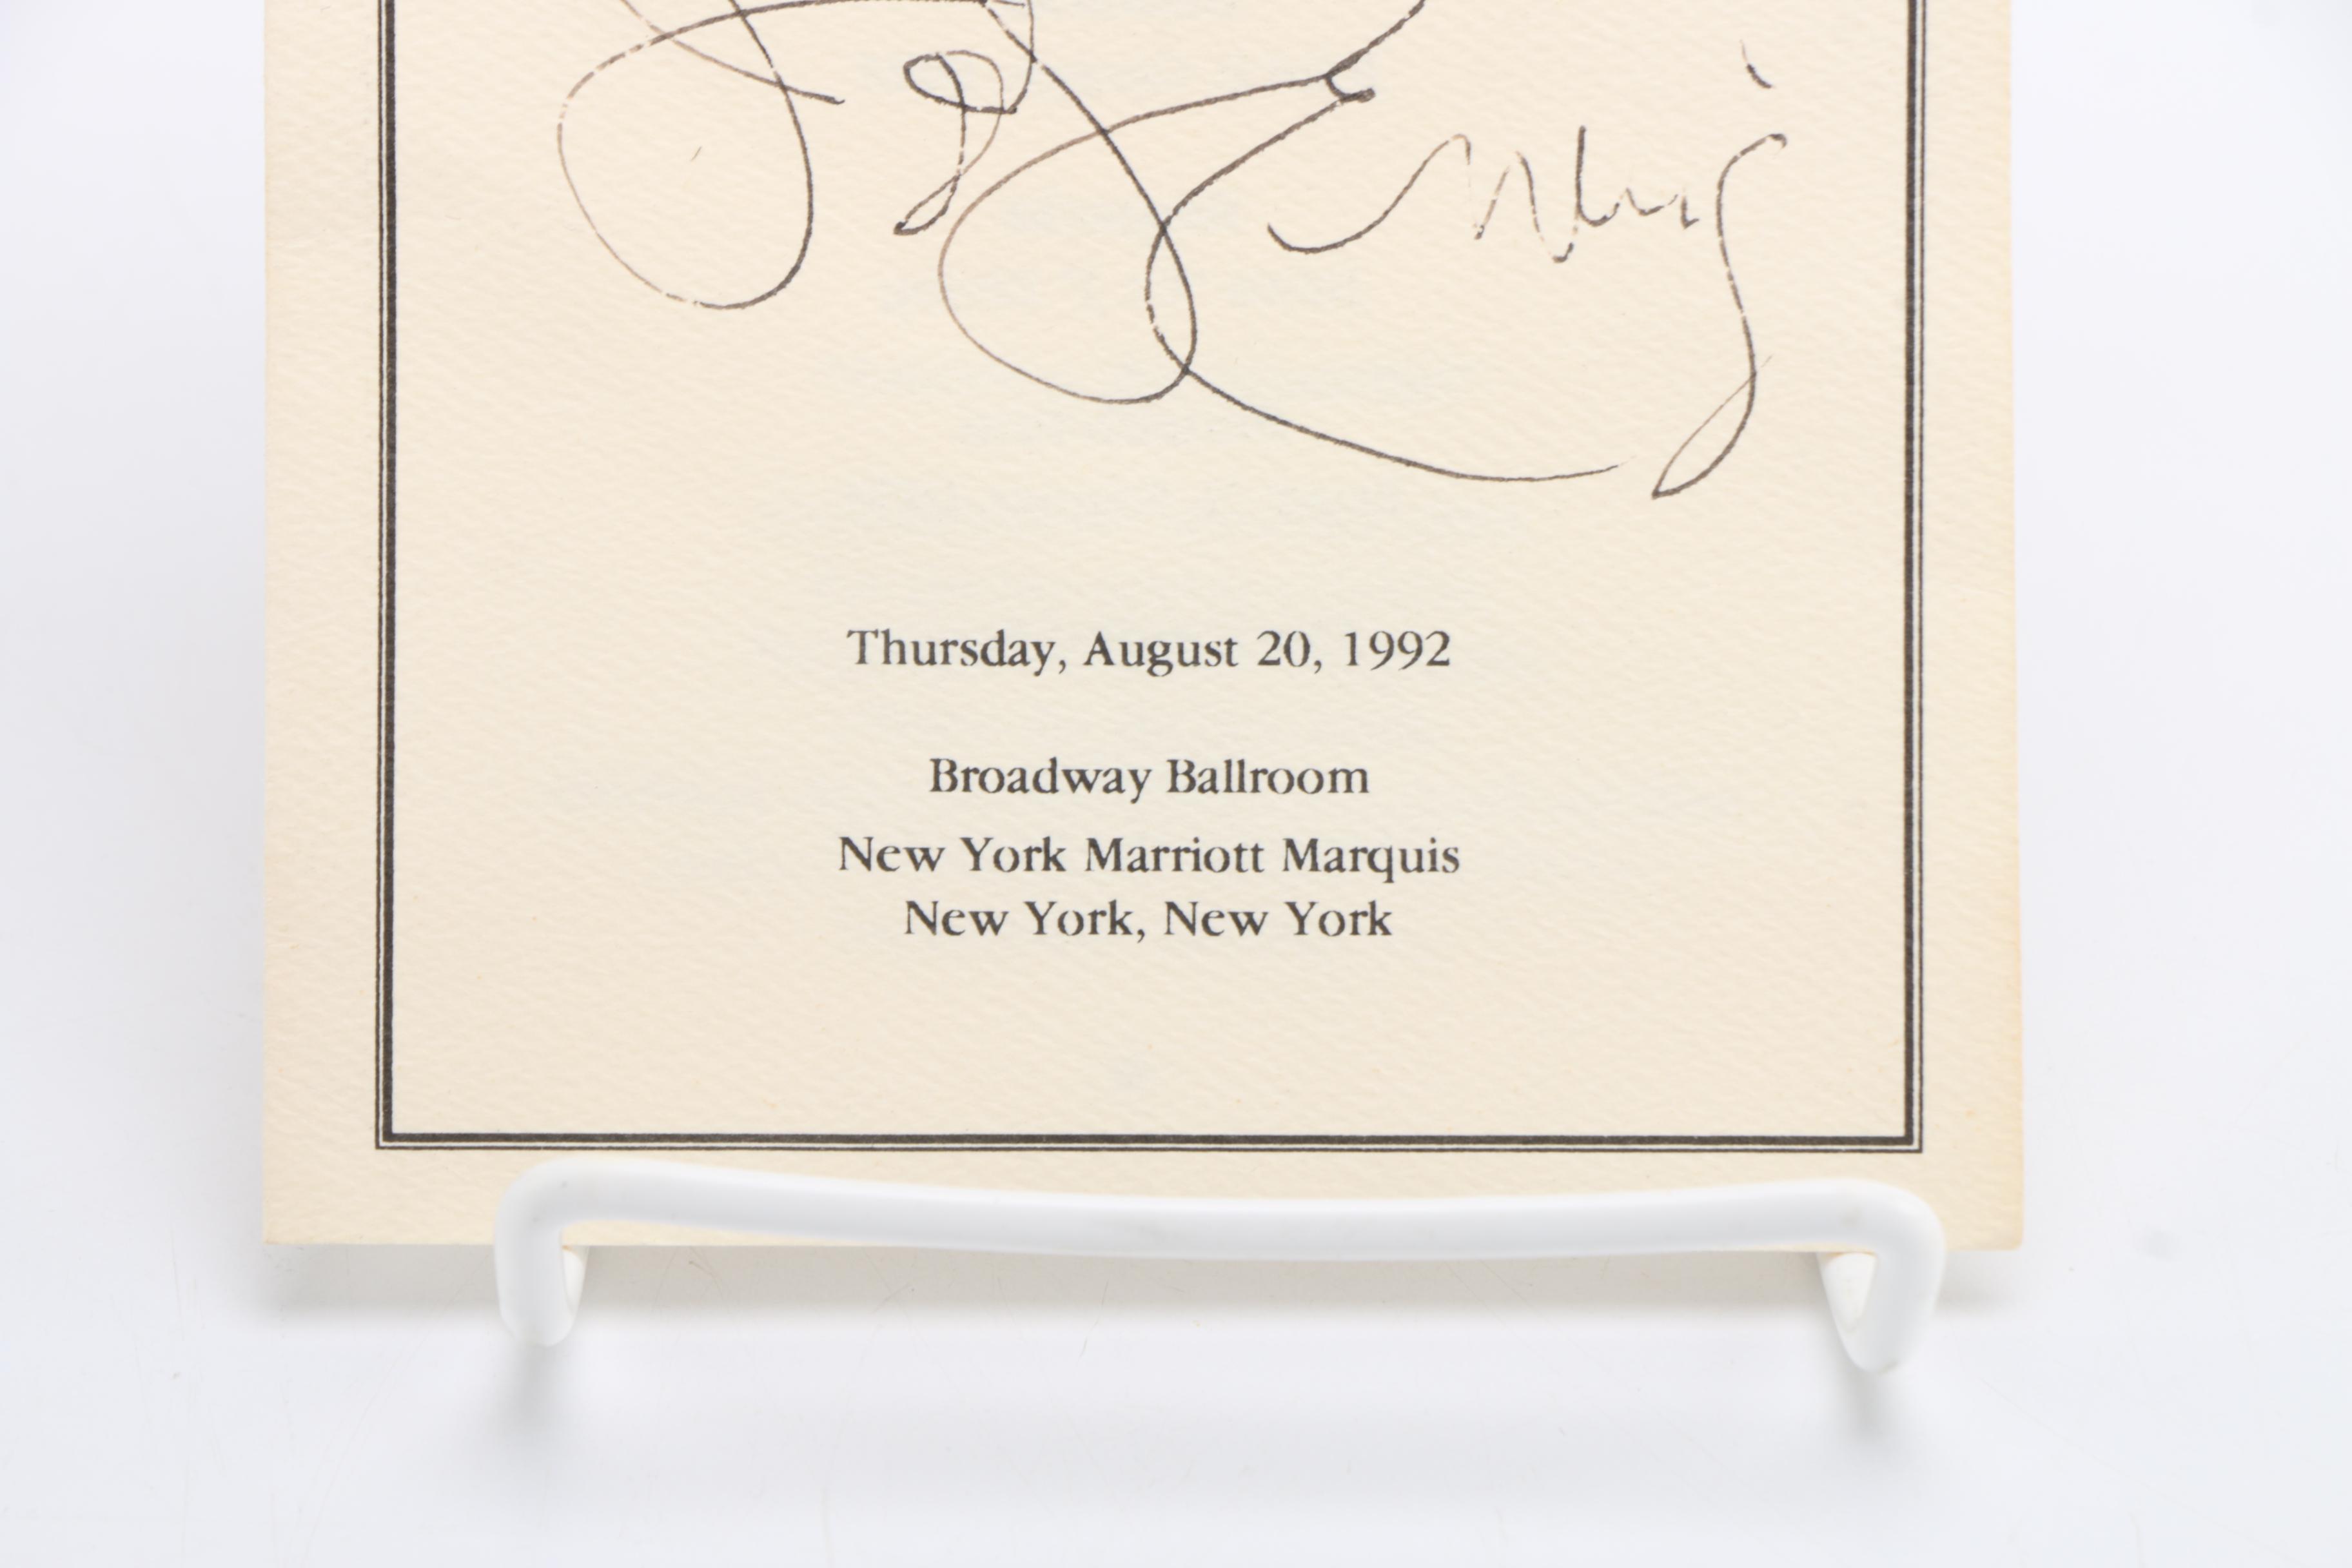 Thursday, August 20, 1992
Broadway Ballroom
New York Marriott Marquis
New York, New York